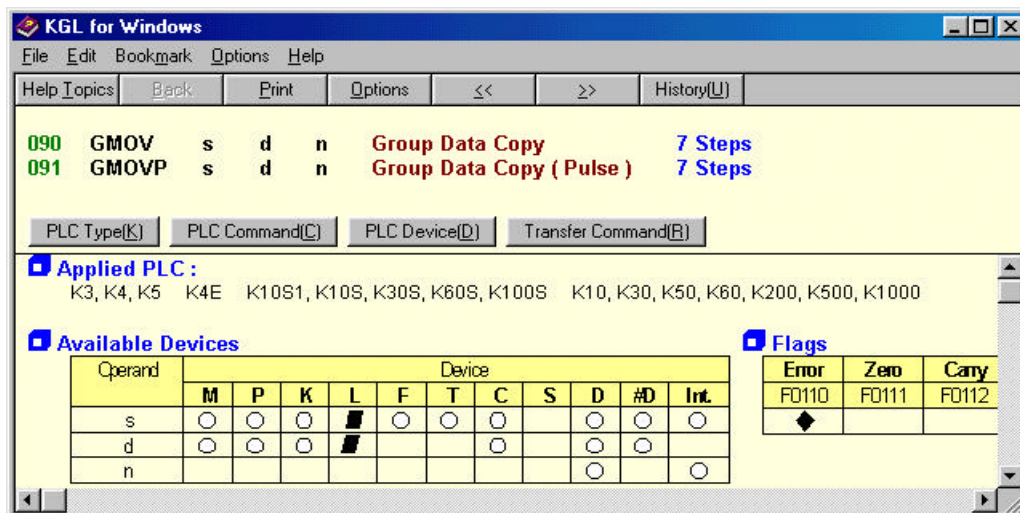 KGL for Windows
File Edit Bookmark Options Help
Help Topics Back Print Options << >> History(U)
090 GMOV s d n Group Data Copy 7 Steps
091 GMOVP s d n Group Data Copy ( Pulse ) 7 Steps
PLC Type(K) PLC Command(C) PLC Device(D) Transfer Command(R)
Applied PLC :
K3, K4, K5 K4E K10S1, K10S, K30S, K60S, K100S K10, K30, K50, K60, K200, K500, K1000
Available Devices Flags
Operand Device Error Zero Carry
M P K L F T C S D #D Int. F0110 F0111 F0112
s
d
n